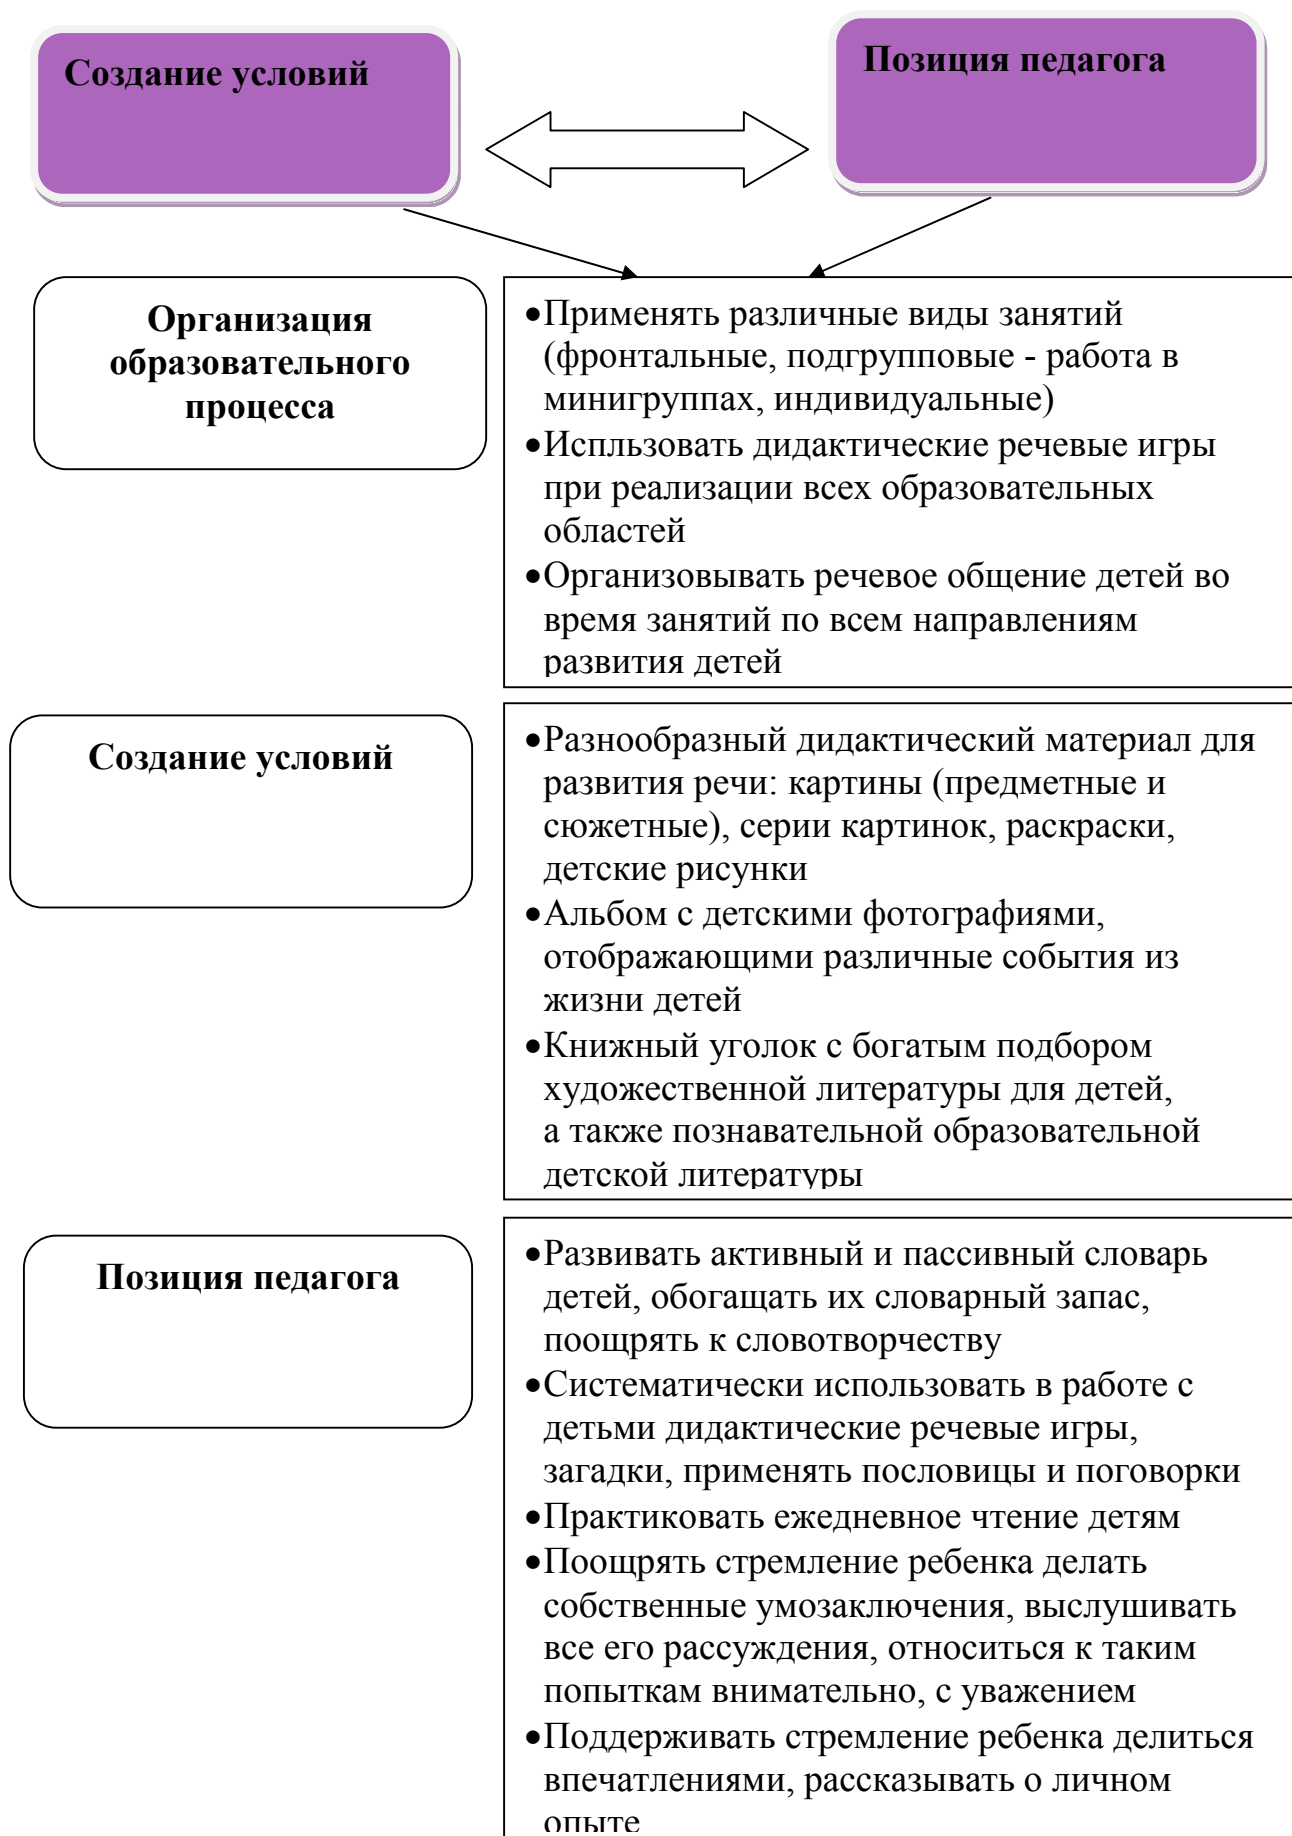 Создание условий
Позиция педагога
Организация
образовательного
процесса
•Применять различные виды занятий
(фронтальные, подгрупповые - работа в
минигруппах, индивидуальные)
•Испльзовать дидактические речевые игры
при реализации всех образовательных
областей
•Организовывать речевое общение детей во
время занятий по всем направлениям
развития детей
Создание условий
•Разнообразный дидактический материал для
развития речи: картины (предметные и
сюжетные), серии картинок, раскраски,
детские рисунки
•Альбом с детскими фотографиями,
отображающими различные события из
жизни детей
•Книжный уголок с богатым подбором
художественной литературы для детей,
а также познавательной образовательной
детской литературы
Позиция педагога
•Развивать активный и пассивный словарь
детей, обогащать их словарный запас,
поощрять к словотворчеству
•Систематически использовать в работе с
детьми дидактические речевые игры,
загадки, применять пословицы и поговорки
•Практиковать ежедневное чтение детям
•Поощрять стремление ребенка делать
собственные умозаключения, выслушивать
все его рассуждения, относиться к таким
попыткам внимательно, с уважением
•Поддерживать стремление ребенка делиться
впечатлениями, рассказывать о личном
опыте